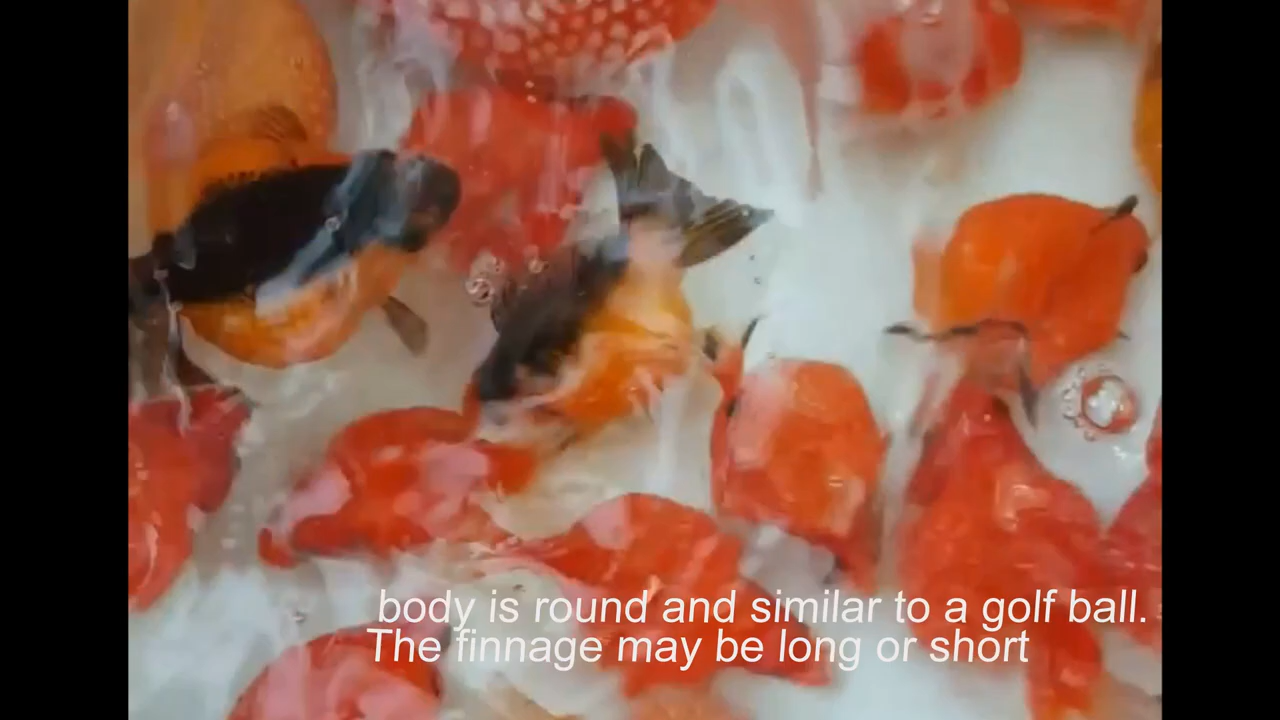 body is round and similar to a golf ball.
The finnage may be long or short